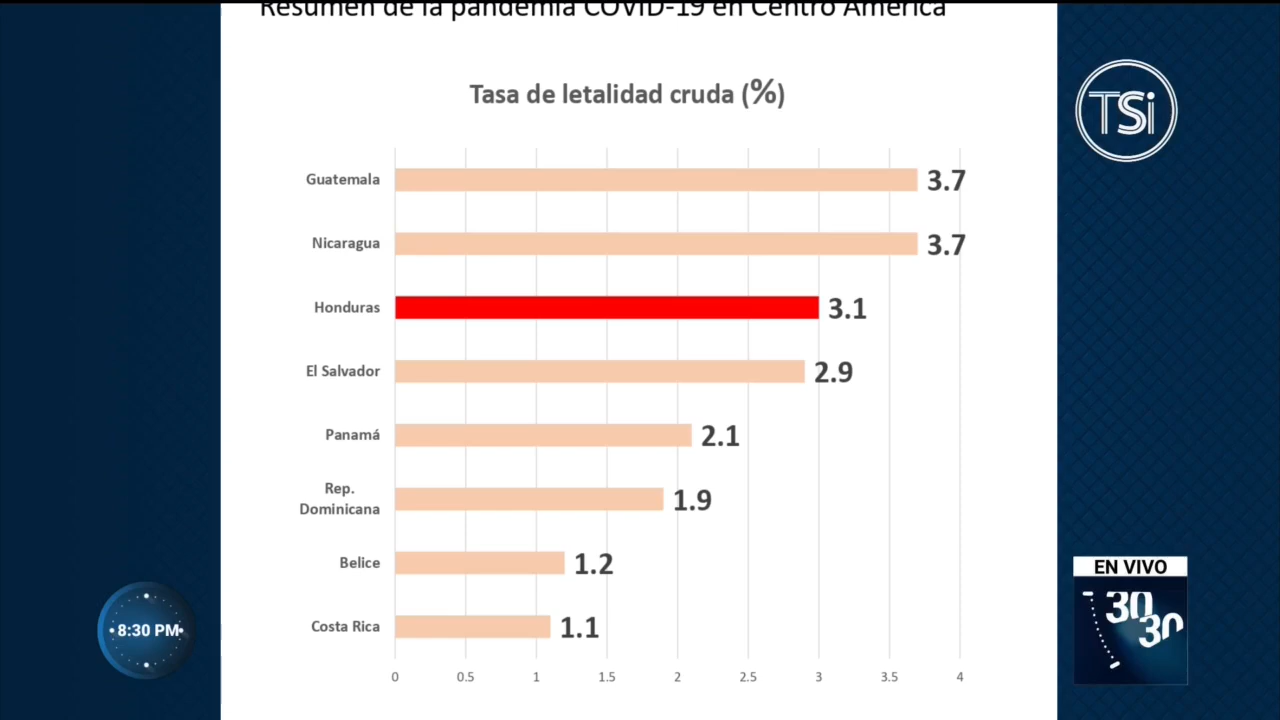 Resumen de la pandemia COVID-19 en Centro América
Tasa de letalidad cruda (%)
TSi
Guatemala 3.7
Nicaragua 3.7
Honduras 3.1
El Salvador 2.9
Panamá 2.1
Rep.
Dominicana 1.9
Belice 1.2
Costa Rica 1.1
0 0.5 1 1.5 2 2.5 3 3.5 4
8:30 PM
EN VIVO
30
30